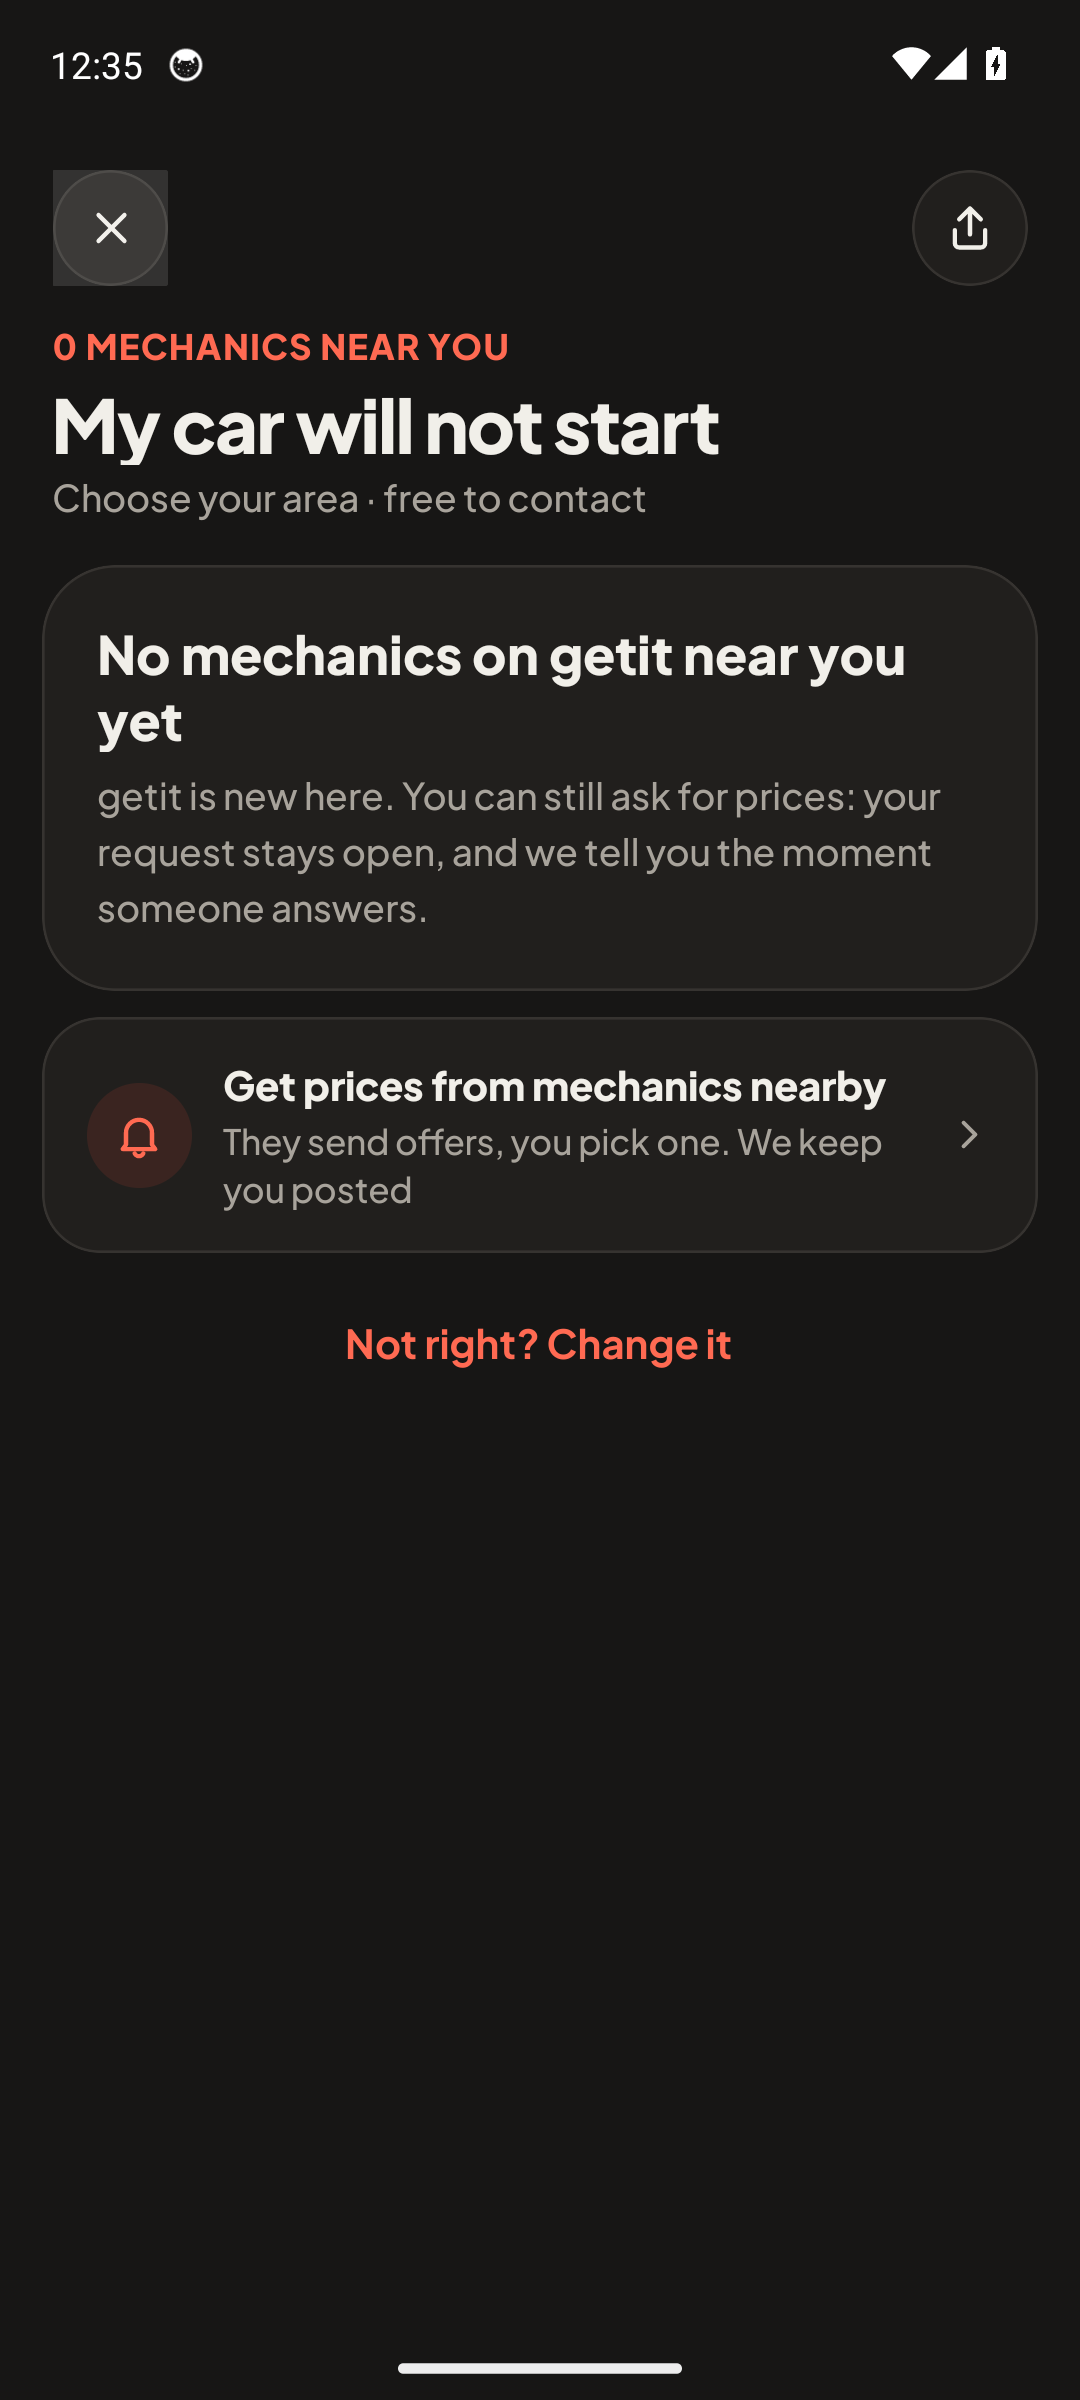 12:35
0 MECHANICS NEAR YOU
My car will not start
Choose your area · free to contact
No mechanics on getit near you
yet
getit is new here. You can still ask for prices: your
request stays open, and we tell you the moment
someone answers.
Get prices from mechanics nearby
They send offers, you pick one. We keep
you posted
Not right? Change it